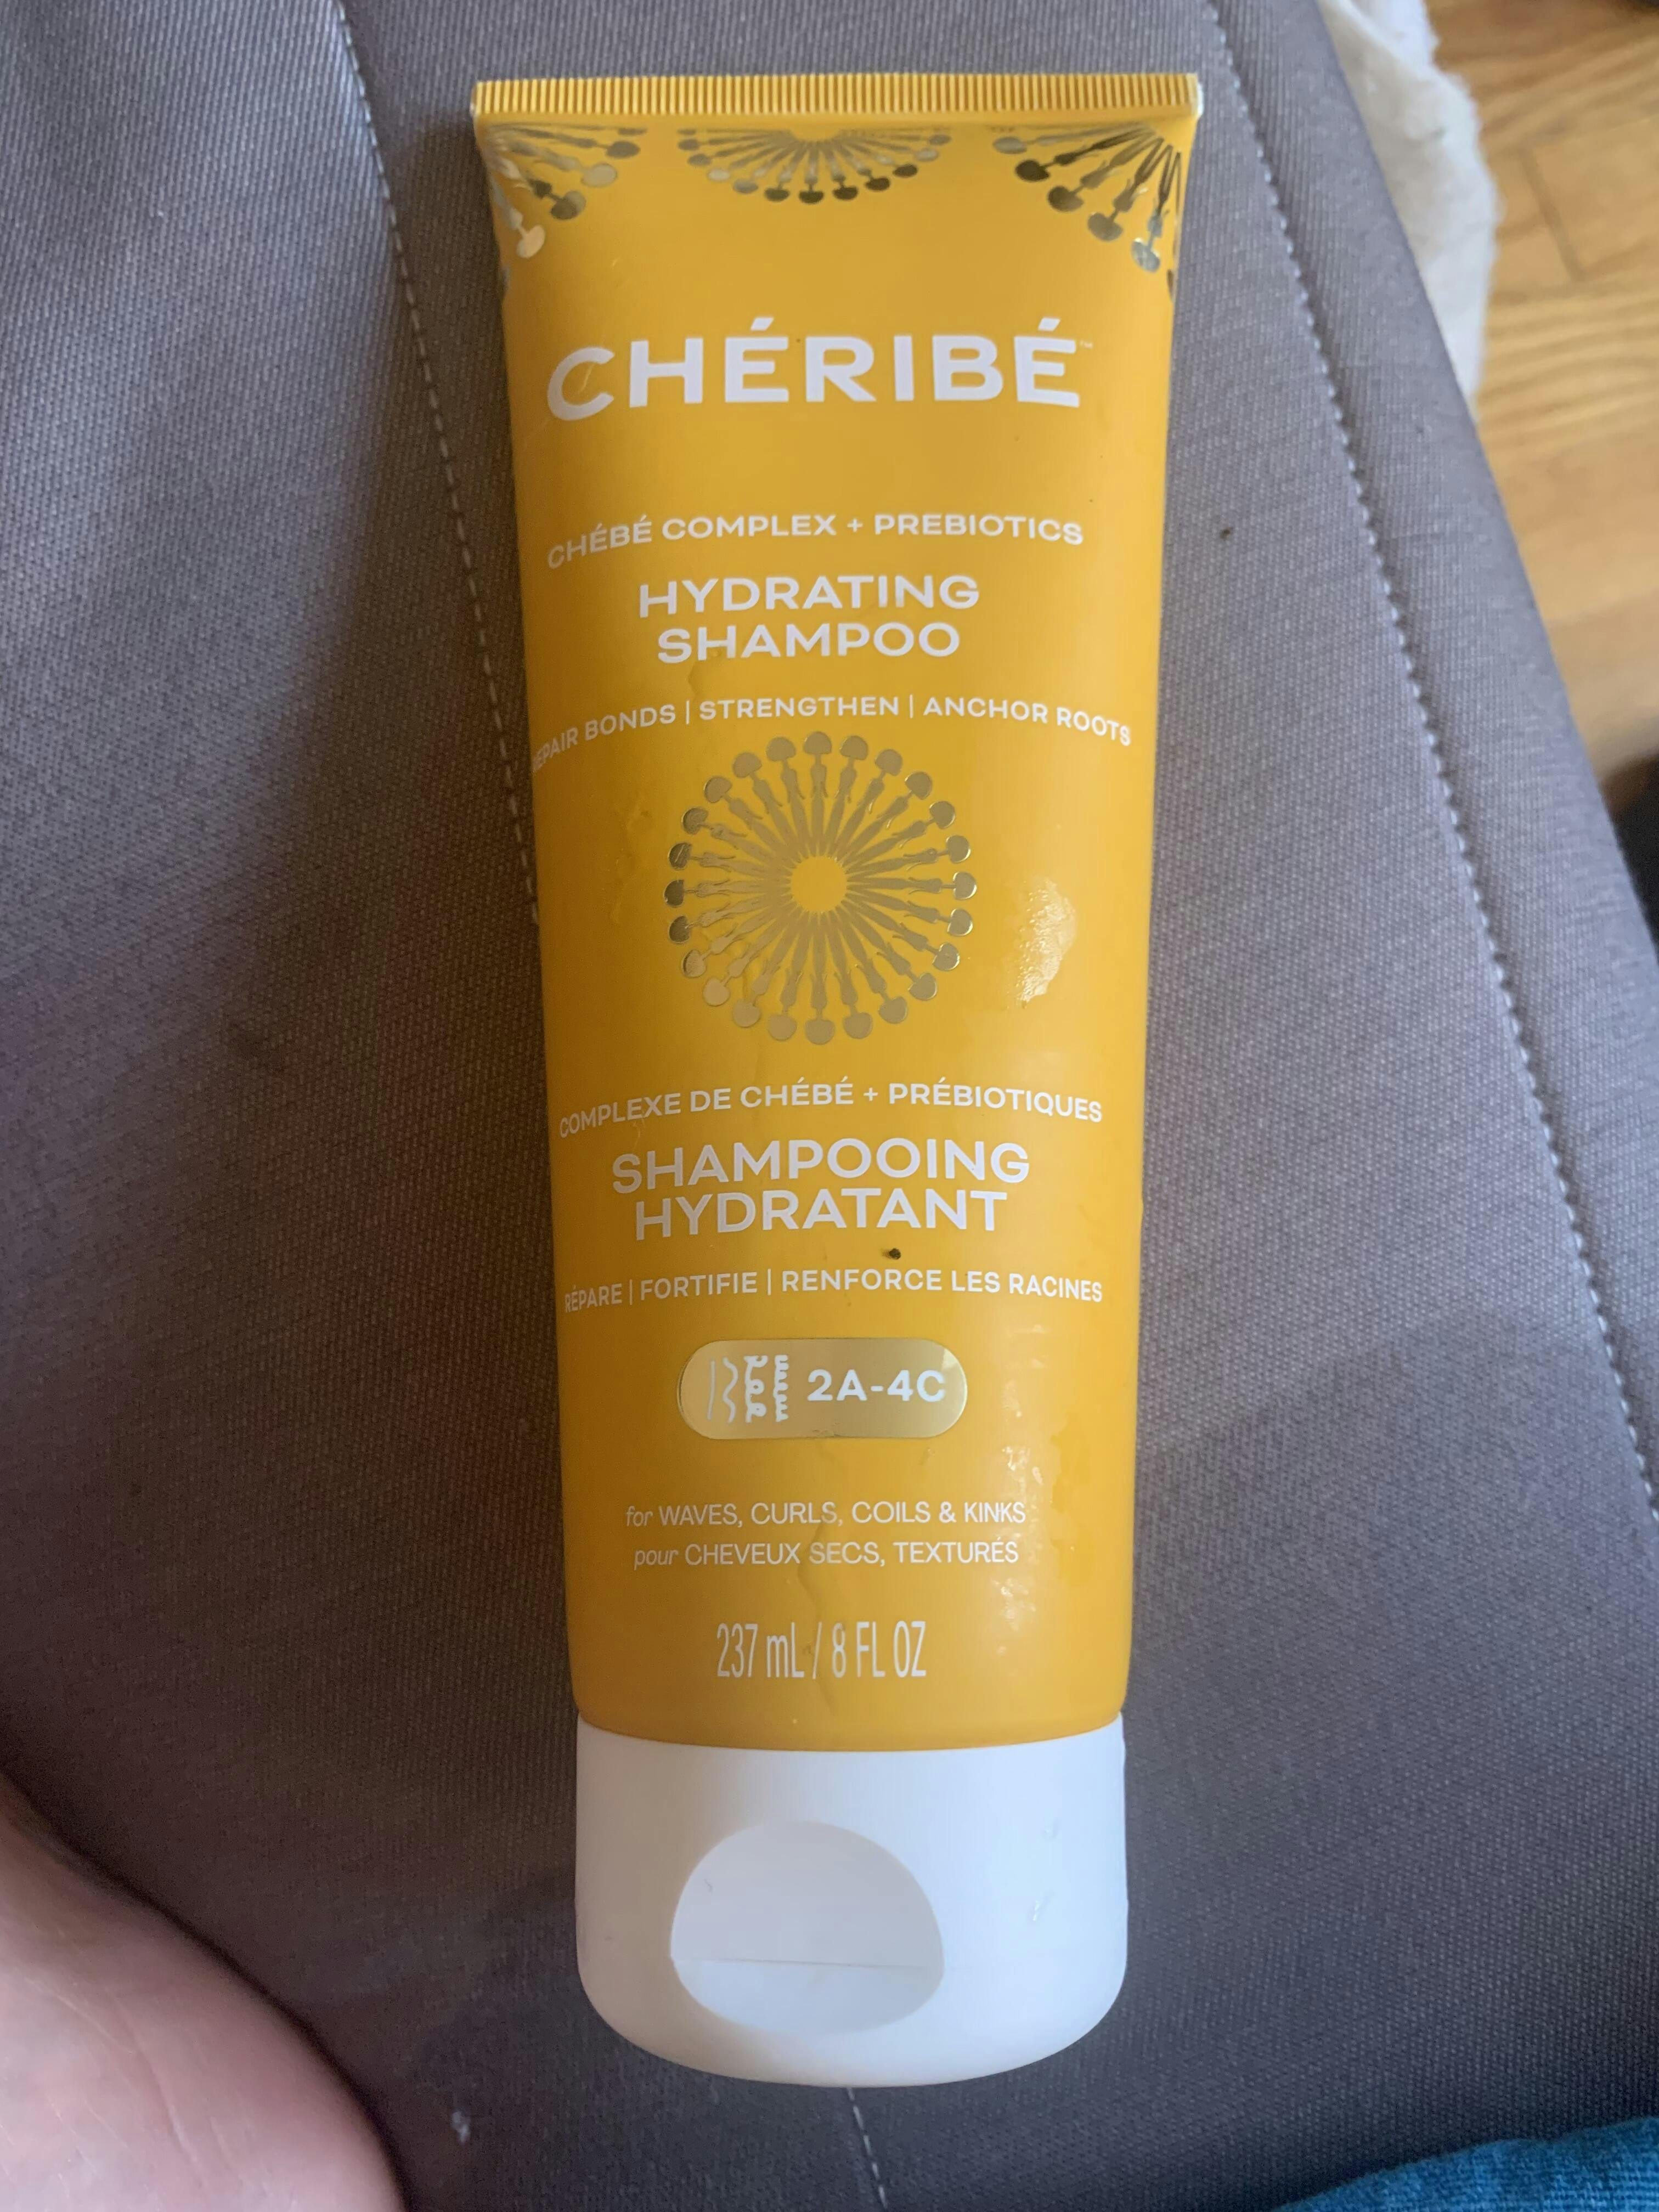 CHÉRIBÉ™
CHÉBÉ COMPLEX + PREBIOTICS
HYDRATING
SHAMPOO
REPAIR BONDS | STRENGTHEN | ANCHOR ROOTS
COMPLEXE DE CHÉBÉ + PRÉBIOTIQUES
SHAMPOOING
HYDRATANT
RÉPARE | FORTIFIE | RENFORCE LES RACINES
2A-4C
for WAVES, CURLS, COILS & KINKS
pour CHEVEUX SECS, TEXTURÉS
237 mL / 8 FL OZ